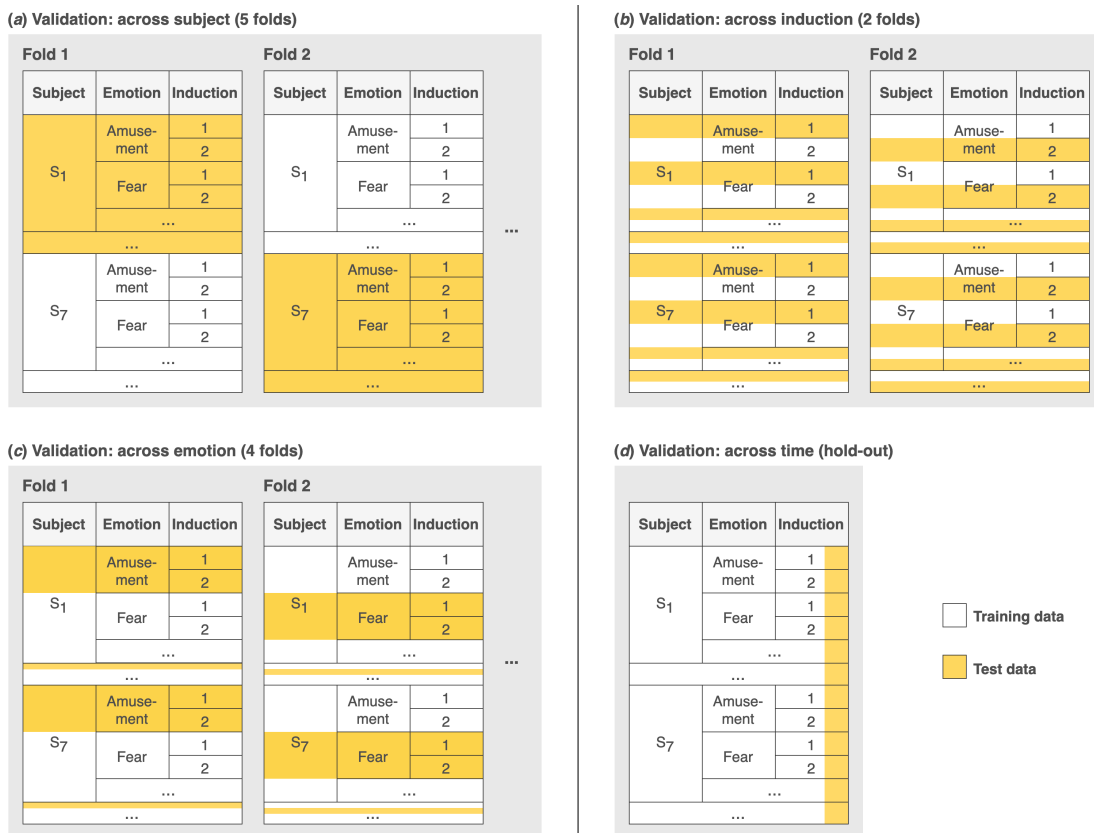 (a) Validation: across subject (5 folds)
Fold 1
Subject Emotion Induction
S1
Amuse-
ment
1
2
Fear
1
2
...
...
S7
Amuse-
ment
1
2
Fear
1
2
...
...
Fold 2
Subject Emotion Induction
S1
Amuse-
ment
1
2
Fear
1
2
...
...
S7
Amuse-
ment
1
2
Fear
1
2
...
...
...
(b) Validation: across induction (2 folds)
Fold 1
Subject Emotion Induction
S1
Amuse-
ment
1
2
Fear
1
2
...
...
S7
Amuse-
ment
1
2
Fear
1
2
...
...
Fold 2
Subject Emotion Induction
S1
Amuse-
ment
1
2
Fear
1
2
...
...
S7
Amuse-
ment
1
2
Fear
1
2
...
...
(c) Validation: across emotion (4 folds)
Fold 1
Subject Emotion Induction
S1
Amuse-
ment
1
2
Fear
1
2
...
...
S7
Amuse-
ment
1
2
Fear
1
2
...
...
Fold 2
Subject Emotion Induction
S1
Amuse-
ment
1
2
Fear
1
2
...
...
S7
Amuse-
ment
1
2
Fear
1
2
...
...
...
(d) Validation: across time (hold-out)
Subject Emotion Induction
S1
Amuse-
ment
1
2
Fear
1
2
...
...
S7
Amuse-
ment
1
2
Fear
1
2
...
...
Training data
Test data